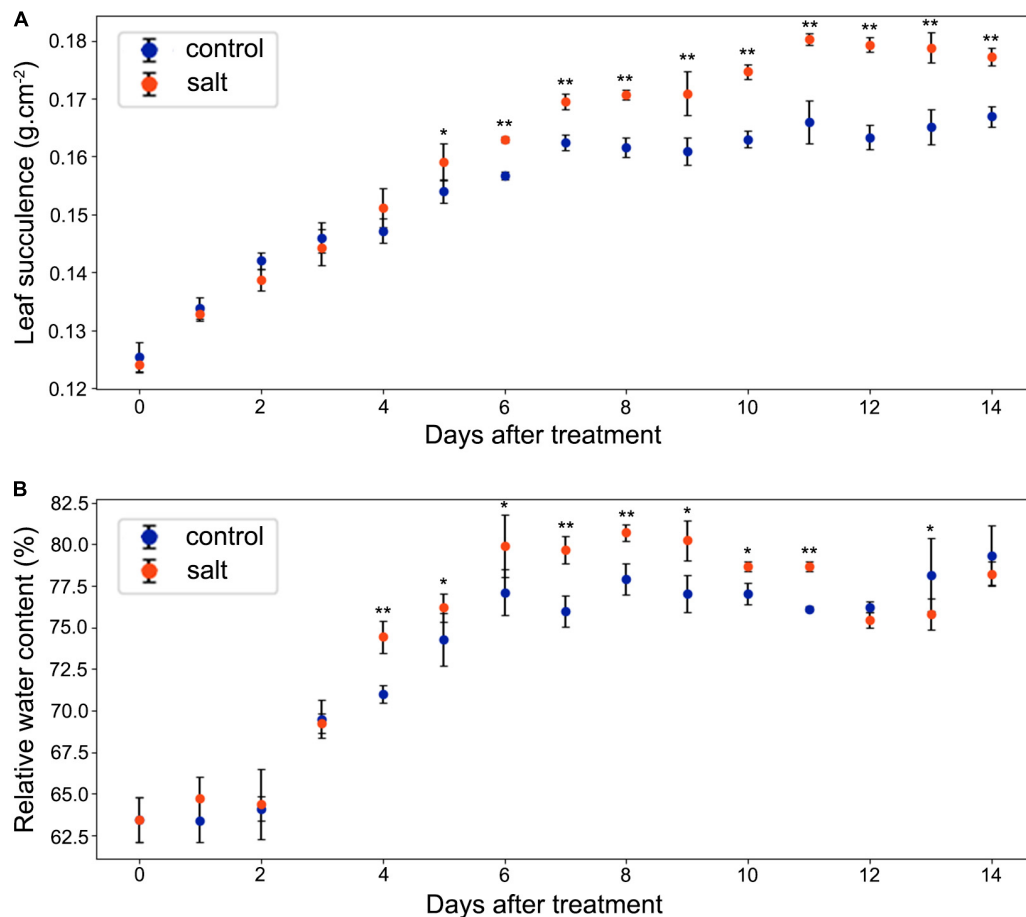 A
control
salt
Leaf succulence (g.cm⁻²)
0.18
0.17
0.16
0.15
0.14
0.13
0.12
* ** ** ** ** ** ** ** ** **
0 2 4 6 8 10 12 14
Days after treatment
B
control
salt
Relative water content (%)
82.5
80.0
77.5
75.0
72.5
70.0
67.5
65.0
62.5
** * * ** ** * * ** *
0 2 4 6 8 10 12 14
Days after treatment